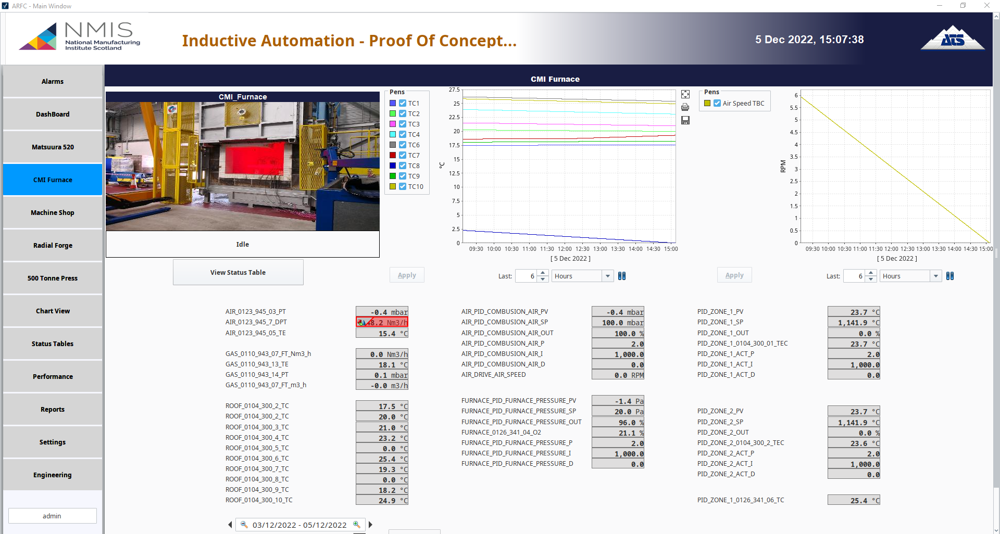 ARFC - Main Window
NMIS
National Manufacturing
Institute Scotland
Inductive Automation - Proof Of Concept...
5 Dec 2022, 15:07:38
ATS
Alarms
DashBoard
Matsuura 520
CMI Furnace
Machine Shop
Radial Forge
500 Tonne Press
Chart View
Status Tables
Performance
Reports
Settings
Engineering
admin
CMI Furnace
CMI_Furnace
Idle
View Status Table
Pens
TC1
TC2
TC3
TC4
TC6
TC7
TC8
TC9
TC10
Apply
27.5
25
22.5
20
17.5
15
12.5
10
7.5
5
2.5
0
°C
09:30 10:00 10:30 11:00 11:30 12:00 12:30 13:00 13:30 14:00 14:30 15:00
[ 5 Dec 2022 ]
Last: 6 Hours
Pens
Air Speed TBC
Apply
6
5.5
5
4.5
4
3.5
3
2.5
2
1.5
1
0.5
0
RPM
09:30 10:00 10:30 11:00 11:30 12:00 12:30 13:00 13:30 14:00 14:30 15:00
[ 5 Dec 2022 ]
Last: 6 Hours
AIR_0123_945_03_PT -0.4 mbar
AIR_0123_945_7_DPT 8.2 Nm3/h
AIR_0123_945_05_TE 15.4 °C
GAS_0110_943_07_FT_Nm3_h 0.0 Nm3/h
GAS_0110_943_13_TE 18.1 °C
GAS_0110_943_14_PT 0.1 mbar
GAS_0110_943_07_FT_m3_h -0.0 m3/h
ROOF_0104_300_2_TC 17.5 °C
ROOF_0104_300_2_TC 20.0 °C
ROOF_0104_300_3_TC 21.0 °C
ROOF_0104_300_4_TC 23.2 °C
ROOF_0104_300_5_TC 0.0 °C
ROOF_0104_300_6_TC 25.4 °C
ROOF_0104_300_7_TC 19.3 °C
ROOF_0104_300_8_TC 0.0 °C
ROOF_0104_300_9_TC 18.2 °C
ROOF_0104_300_10_TC 24.9 °C
03/12/2022 - 05/12/2022
AIR_PID_COMBUSION_AIR_PV -0.4 mbar
AIR_PID_COMBUSION_AIR_SP 100.0 mbar
AIR_PID_COMBUSION_AIR_OUT 100.0 %
AIR_PID_COMBUSION_AIR_P 2.0
AIR_PID_COMBUSION_AIR_I 1,000.0
AIR_PID_COMBUSION_AIR_D 0.0
AIR_DRIVE_AIR_SPEED 0.0 RPM
FURNACE_PID_FURNACE_PRESSURE_PV -1.4 Pa
FURNACE_PID_FURNACE_PRESSURE_SP 20.0 Pa
FURNACE_PID_FURNACE_PRESSURE_OUT 96.0 %
FURNACE_0126_341_04_O2 21.1 %
FURNACE_PID_FURNACE_PRESSURE_P 2.0
FURNACE_PID_FURNACE_PRESSURE_I 1,000.0
FURNACE_PID_FURNACE_PRESSURE_D 0.0
PID_ZONE_1_PV 23.7 °C
PID_ZONE_1_SP 1,141.9 °C
PID_ZONE_1_OUT 0.0 %
PID_ZONE_1_0104_300_01_TEC 23.7 °C
PID_ZONE_1_ACT_P 2.0
PID_ZONE_1_ACT_I 1,000.0
PID_ZONE_1_ACT_D 0.0
PID_ZONE_2_PV 23.7 °C
PID_ZONE_2_SP 1,141.9 °C
PID_ZONE_2_OUT 0.0 %
PID_ZONE_2_0104_300_2_TEC 23.6 °C
PID_ZONE_2_ACT_P 2.0
PID_ZONE_2_ACT_I 1,000.0
PID_ZONE_2_ACT_D 0.0
PID_ZONE_1_0126_341_06_TC 25.4 °C